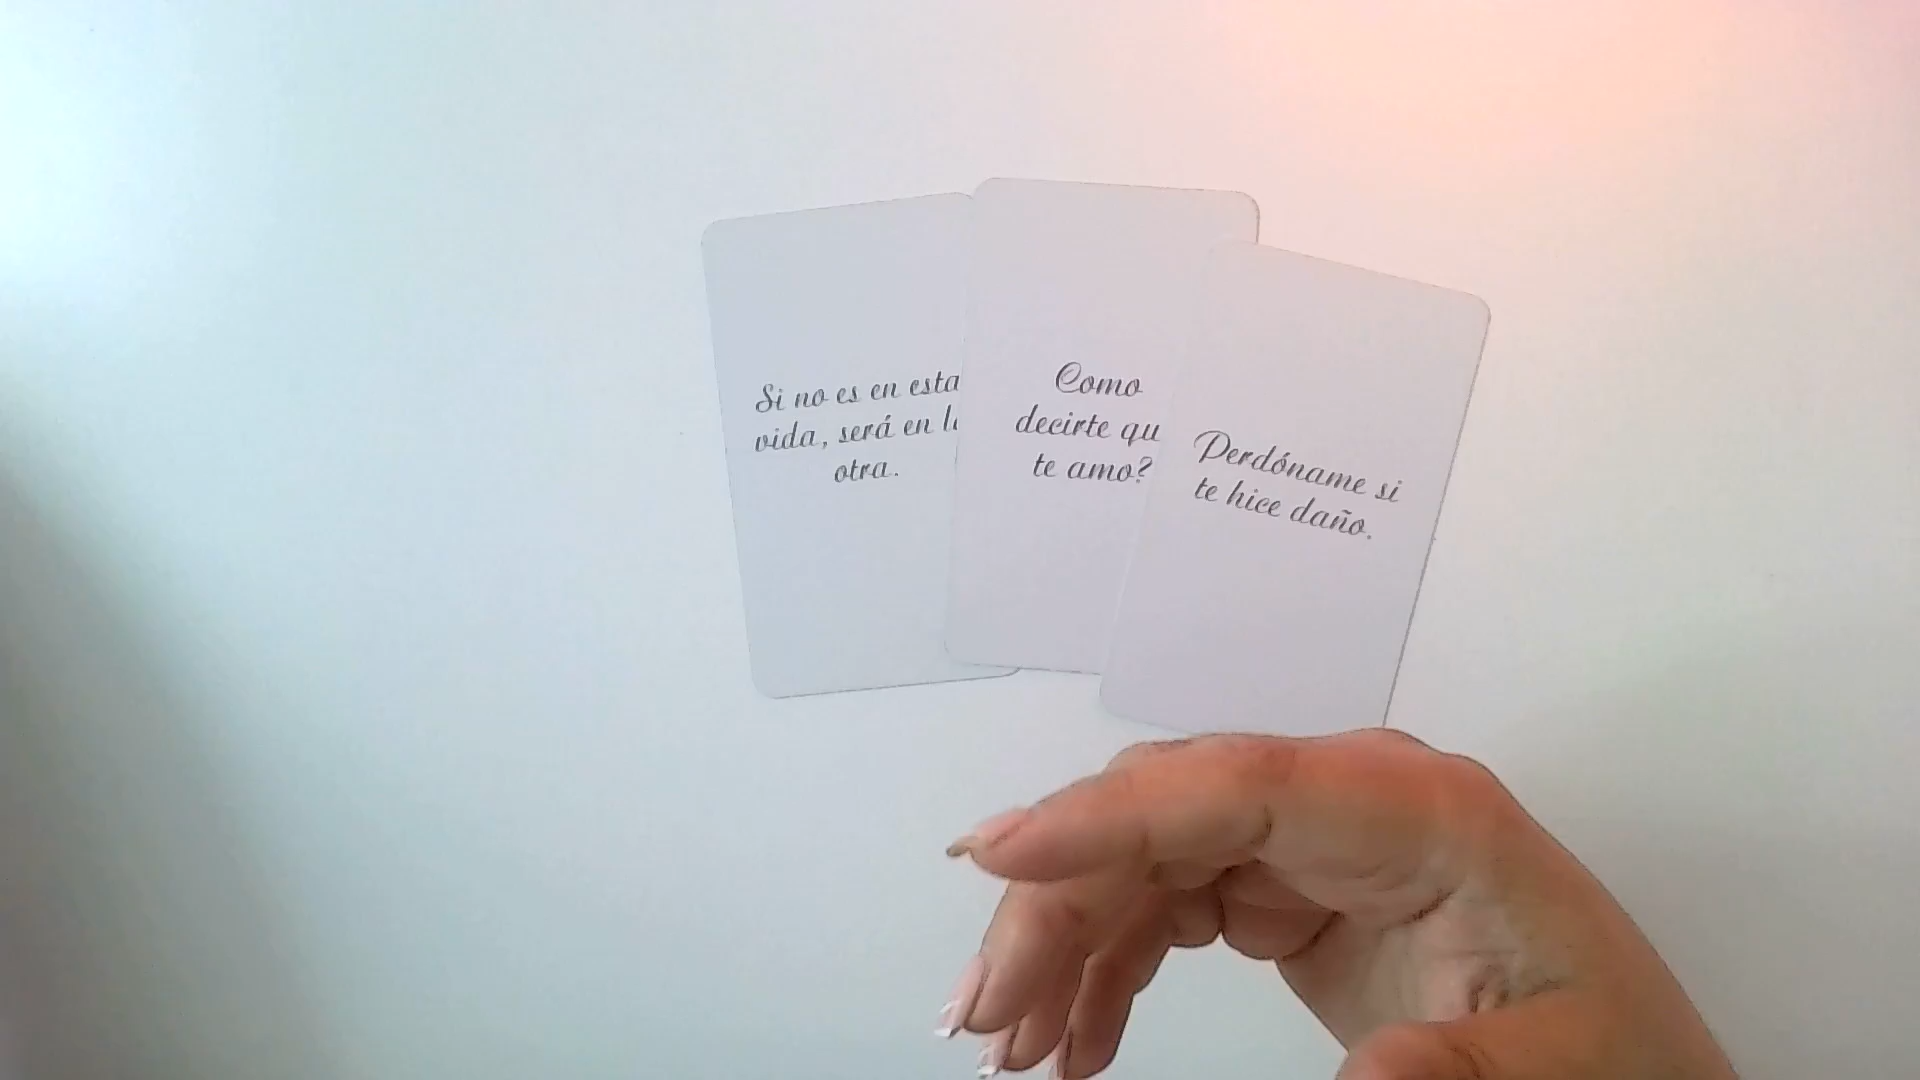 Si no es en esta
vida, será en l
otra.
Como
decirte qu
te amo?
Perdóname si
te hice daño.